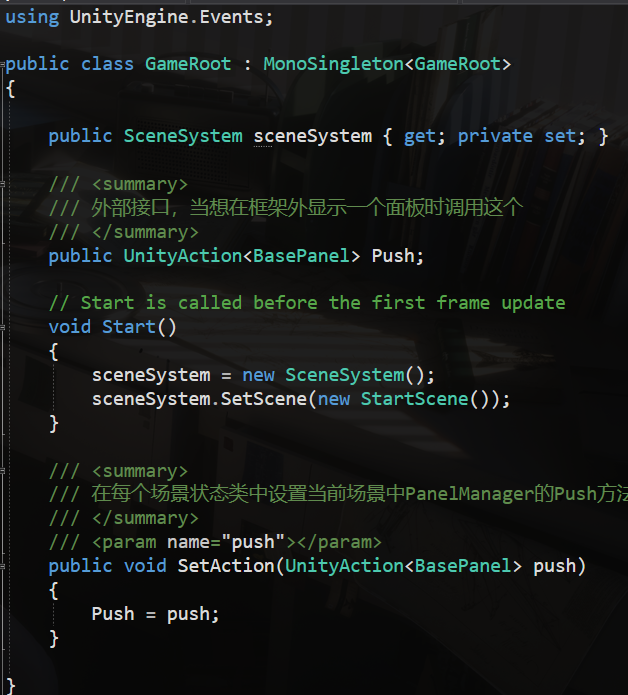 using UnityEngine.Events;
public class GameRoot : MonoSingleton<GameRoot>
{
public SceneSystem sceneSystem { get; private set; }
/// <summary>
/// 外部接口，当想在框架外显示一个面板时调用这个
/// </summary>
public UnityAction<BasePanel> Push;
// Start is called before the first frame update
void Start()
{
sceneSystem = new SceneSystem();
sceneSystem.SetScene(new StartScene());
}
/// <summary>
/// 在每个场景状态类中设置当前场景中PanelManager的Push方法
/// </summary>
/// <param name="push"></param>
public void SetAction(UnityAction<BasePanel> push)
{
Push = push;
}
}